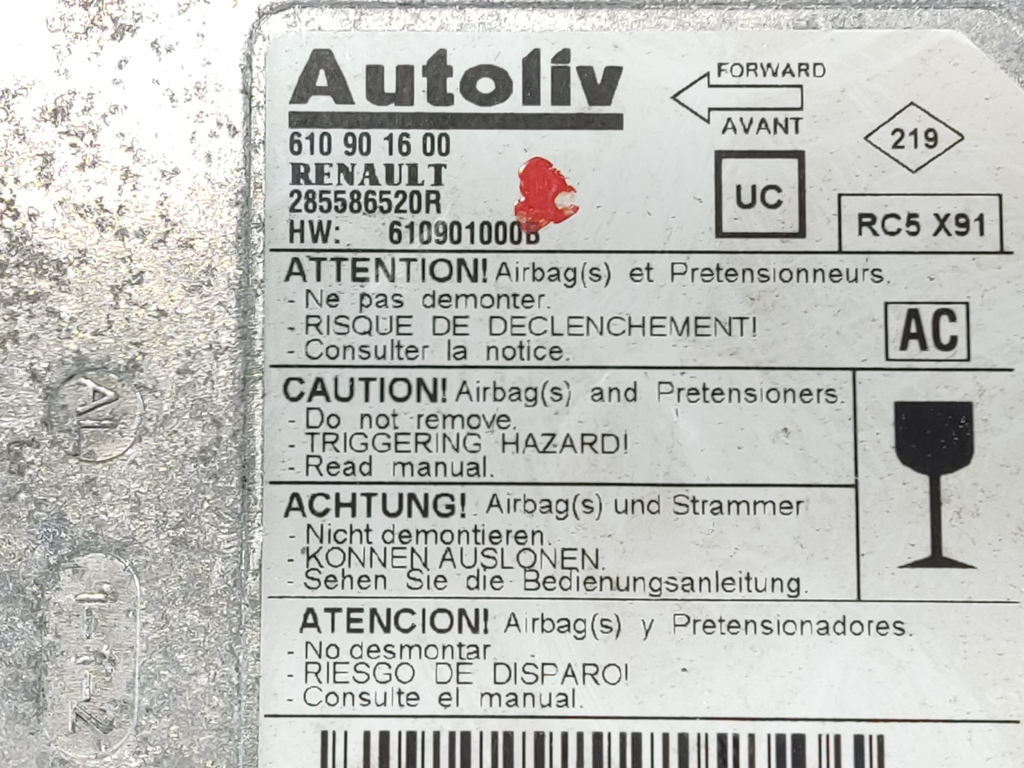 Autoliv
FORWARD
AVANT
219
610 90 16 00
RENAULT
285586520R
HW: 610901000B
UC
RC5 X91
ATTENTION! Airbag(s) et Pretensionneurs.
- Ne pas demonter.
- RISQUE DE DECLENCHEMENT!
- Consulter la notice.
AC
CAUTION! Airbag(s) and Pretensioners.
- Do not remove.
- TRIGGERING HAZARD!
- Read manual.
ACHTUNG! Airbag(s) und Strammer
- Nicht demontieren.
- KONNEN AUSLONEN.
- Sehen Sie die Bedienungsanleitung.
ATENCION! Airbag(s) y Pretensionadores.
- No desmontar.
- RIESGO DE DISPARO!
- Consulte el manual.
AL